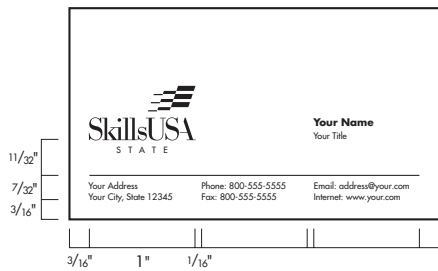 SkillsUSA
STATE
Your Name
Your Title
11/32"
7/32"
3/16"
Your Address
Your City, State 12345
Phone: 800-555-5555
Fax: 800-555-5555
Email: address@your.com
Internet: www.your.com
3/16"
1"
1/16"